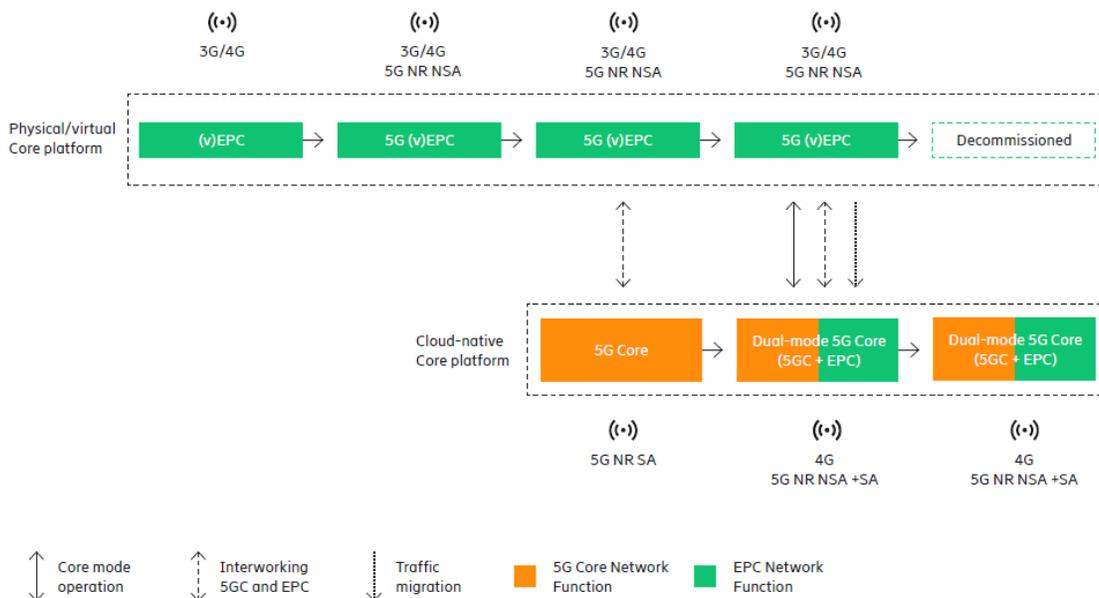 3G/4G
3G/4G
5G NR NSA
3G/4G
5G NR NSA
3G/4G
5G NR NSA
Physical/virtual
Core platform
(v)EPC
5G (v)EPC
5G (v)EPC
5G (v)EPC
Decommissioned
Cloud-native
Core platform
5G Core
Dual-mode 5G Core
(5GC + EPC)
Dual-mode 5G Core
(5GC + EPC)
5G NR SA
4G
5G NR NSA +SA
4G
5G NR NSA +SA
Core mode
operation
Interworking
5GC and EPC
Traffic
migration
5G Core Network
Function
EPC Network
Function